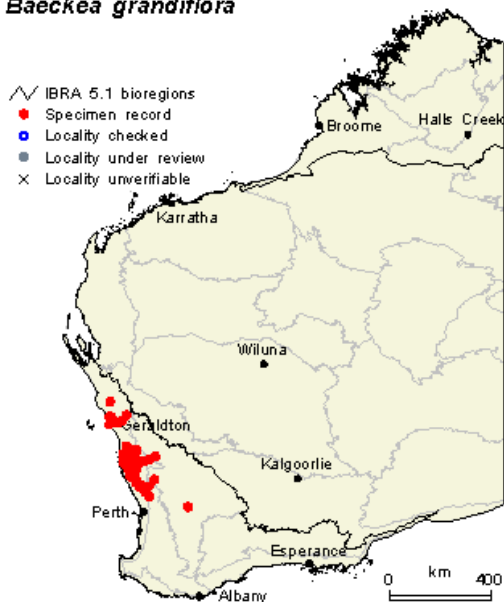 Baeckea grandiflora
IBRA 5.1 bioregions
Specimen record
Locality checked
Locality under review
Locality unverifiable
Broome
Halls Creek
Karratha
Wiluna
Geraldton
Kalgoorlie
Perth
Esperance
Albany
0 km 400